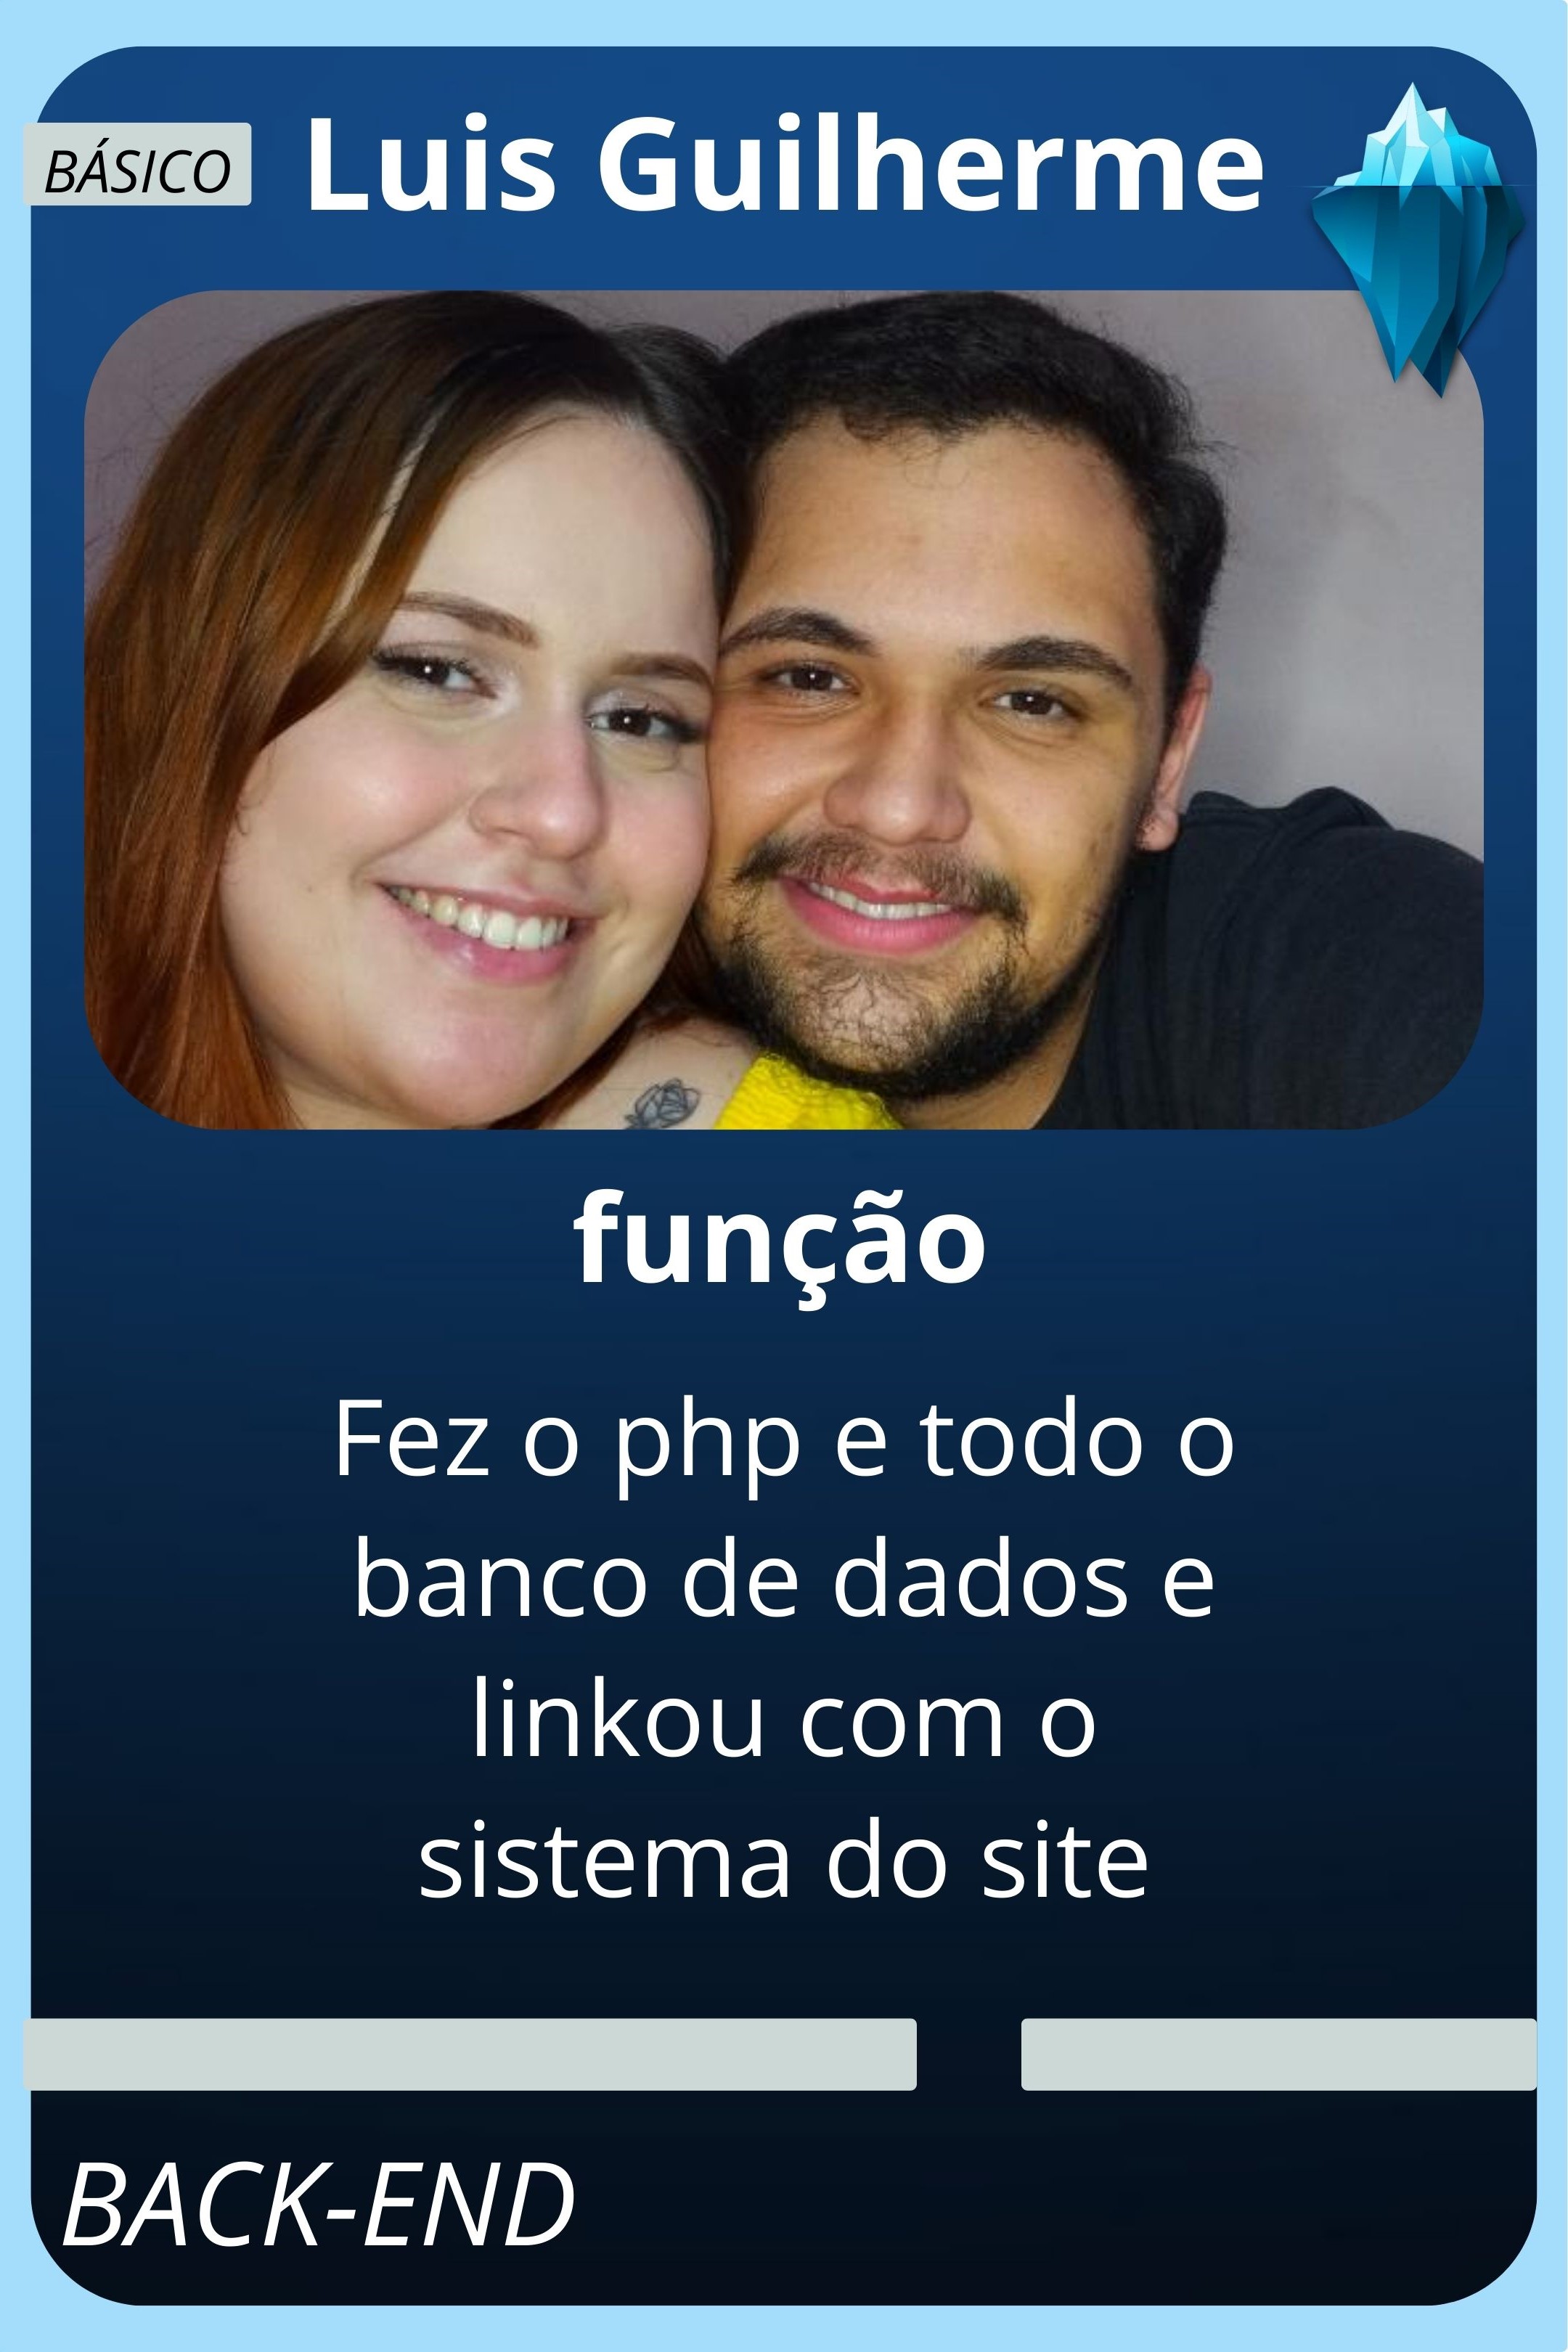 BÁSICO
Luis Guilherme
função
Fez o php e todo o
banco de dados e
linkou com o
sistema do site
BACK-END